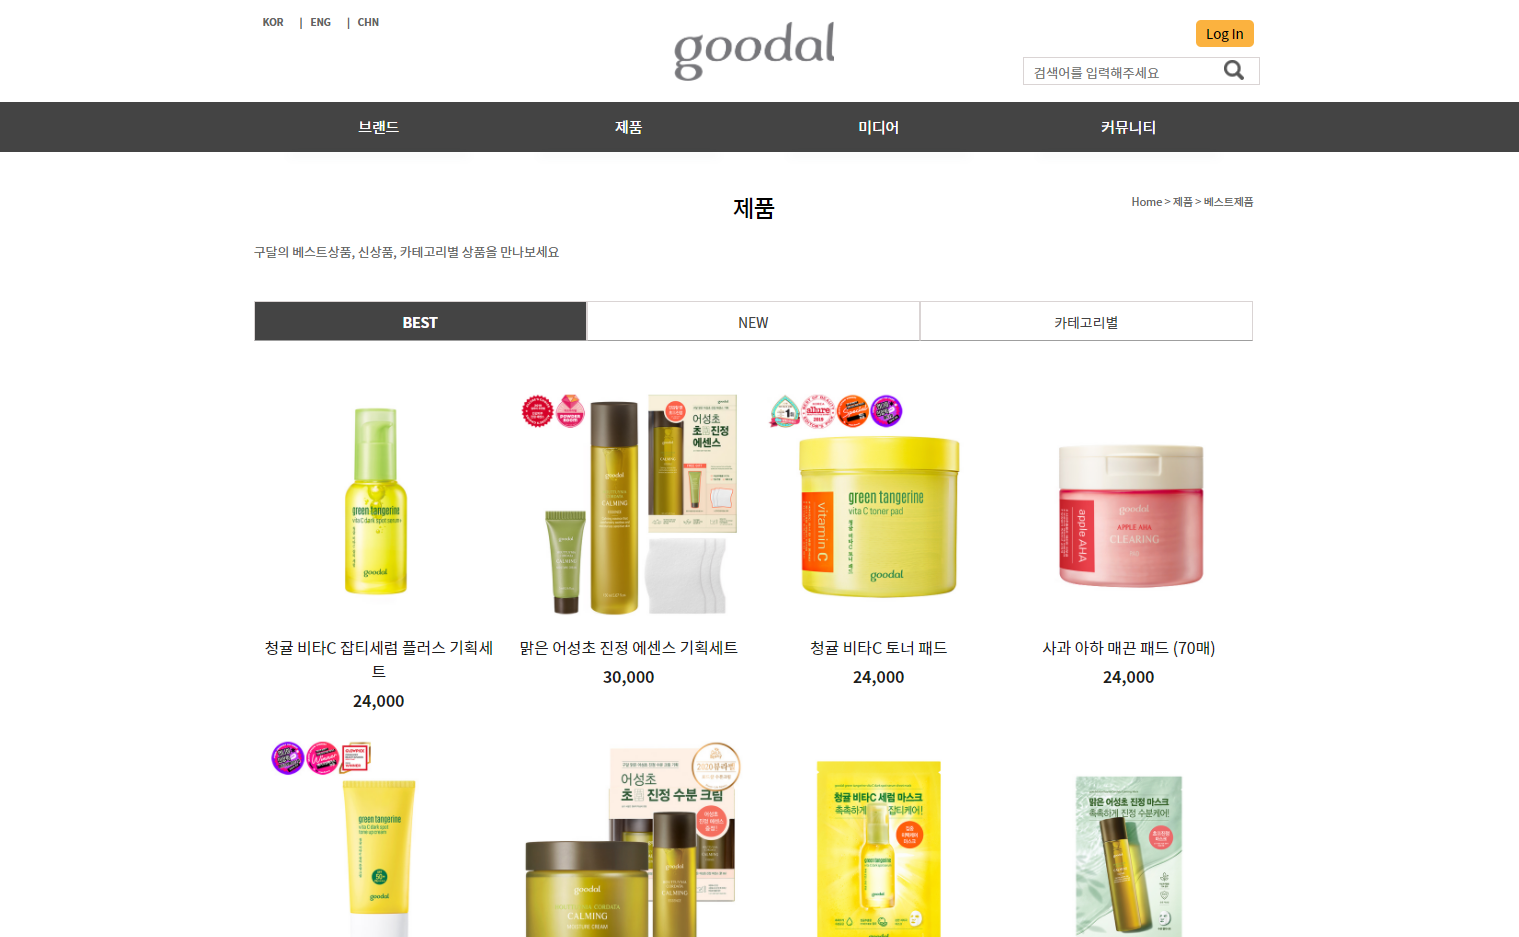 KOR | ENG | CHN
goodal
Log In
검색어를 입력해주세요
브랜드 제품 미디어 커뮤니티
제품
Home > 제품 > 베스트제품
구달의 베스트상품, 신상품, 카테고리별 상품을 만나보세요
BEST NEW 카테고리별
green tangerine
vita C dark spot serum+
goodal
goodal
CALMING
어성초
초 진정
에센스
allure
green tangerine
vita C toner pad
vitamin C
goodal
goodal
APPLE AHA
CLEARING
apple AHA
청귤 비타C 잡티세럼 플러스 기획세
트
24,000
맑은 어성초 진정 에센스 기획세트
30,000
청귤 비타C 토너 패드
24,000
사과 아하 매끈 패드 (70매)
24,000
green tangerine
vita C dark spot
50+
goodal
어성초
초 진정 수분 크림
goodal
CALMING
MOISTURE CREAM
청귤 비타C 세럼 마스크
촉촉하게 잡티케어!
green tangerine
goodal
맑은 어성초 진정 마스크
촉촉하게 진정 수분케어!